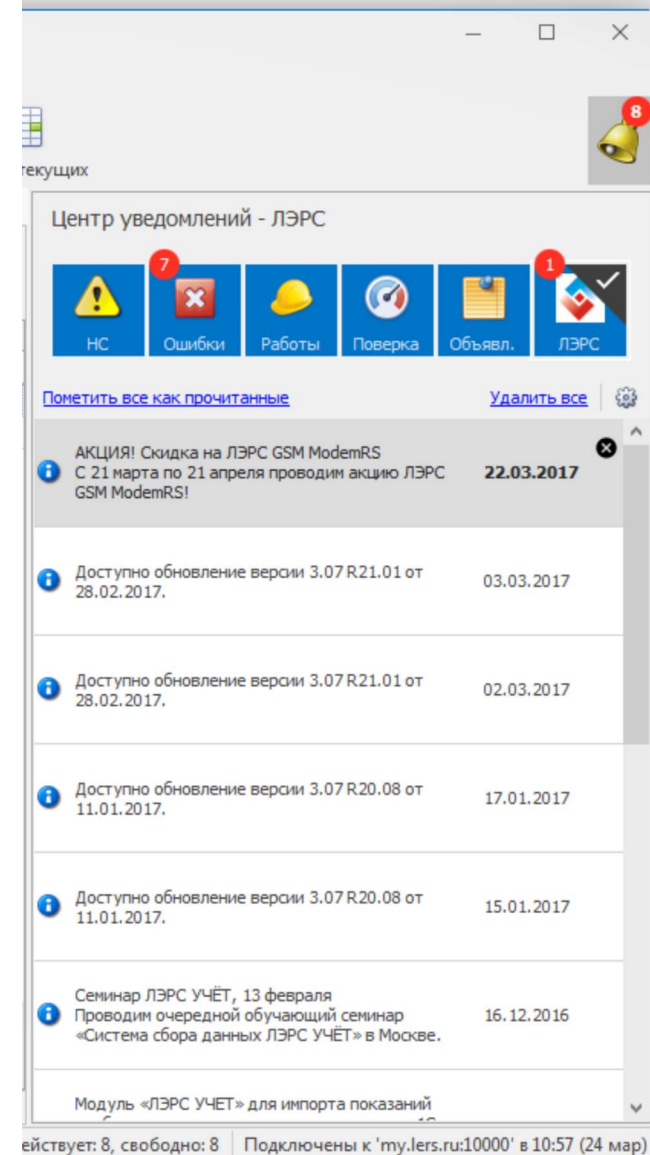 8
екущих
Центр уведомлений - ЛЭРС
7
1
НС Ошибки Работы Поверка Объявл. ЛЭРС
Пометить все как прочитанные Удалить все
АКЦИЯ! Скидка на ЛЭРС GSM ModemRS
С 21 марта по 21 апреля проводим акцию ЛЭРС 22.03.2017
GSM ModemRS!
Доступно обновление версии 3.07 R21.01 от 03.03.2017
28.02.2017.
Доступно обновление версии 3.07 R21.01 от 02.03.2017
28.02.2017.
Доступно обновление версии 3.07 R20.08 от 17.01.2017
11.01.2017.
Доступно обновление версии 3.07 R20.08 от 15.01.2017
11.01.2017.
Семинар ЛЭРС УЧЁТ, 13 февраля
Проводим очередной обучающий семинар 16.12.2016
«Система сбора данных ЛЭРС УЧЁТ» в Москве.
Модуль «ЛЭРС УЧЕТ» для импорта показаний
ействует: 8, свободно: 8 Подключены к 'my.lers.ru:10000' в 10:57 (24 мар)